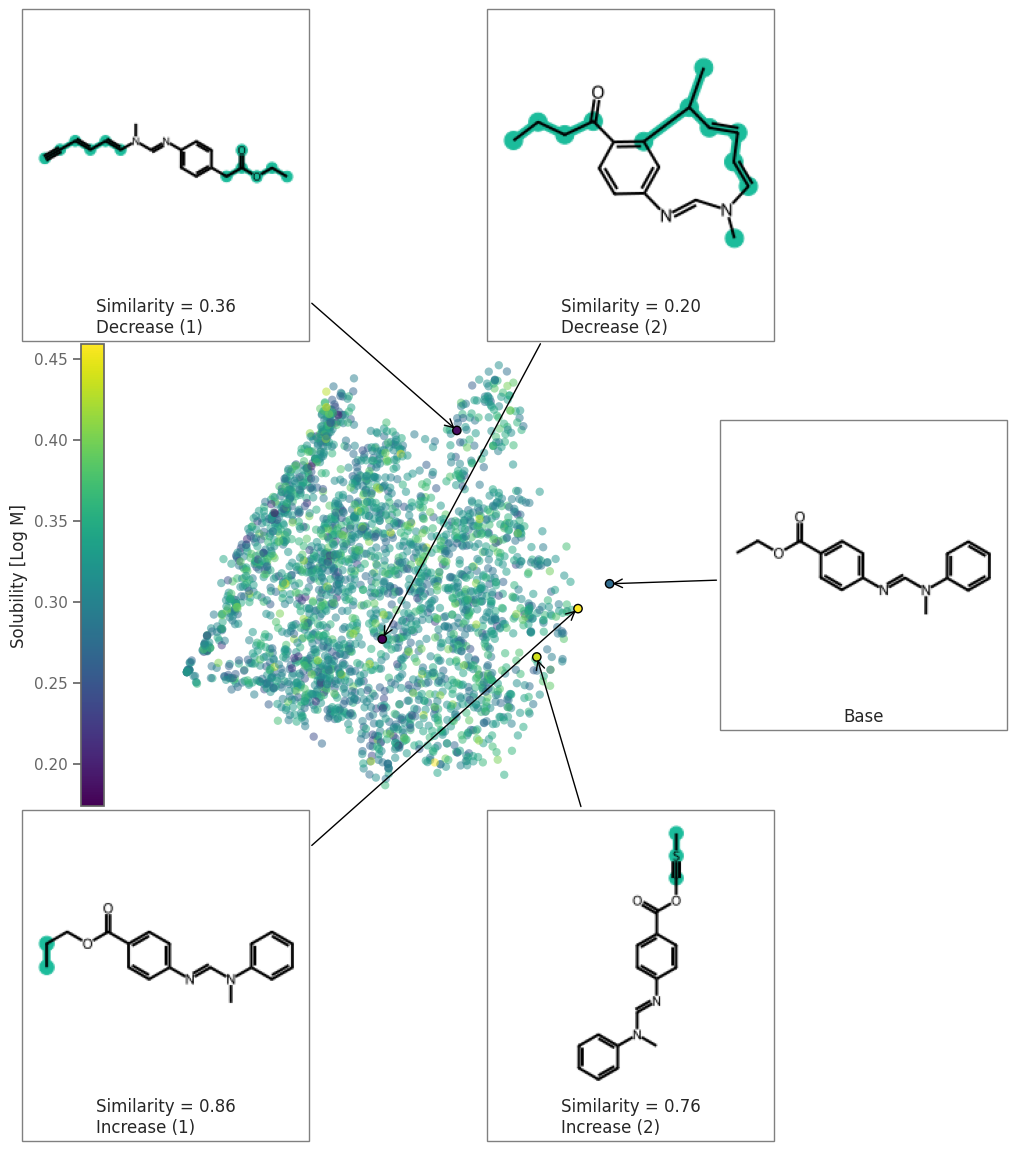 O
O
N
N
Similarity = 0.36
Decrease (1)
O
N
N
Similarity = 0.20
Decrease (2)
0.45
0.40
0.35
0.30
0.25
0.20
Solubility [Log M]
O
O
N
N
Base
O
O
N
N
Similarity = 0.86
Increase (1)
S
O
O
N
N
Similarity = 0.76
Increase (2)